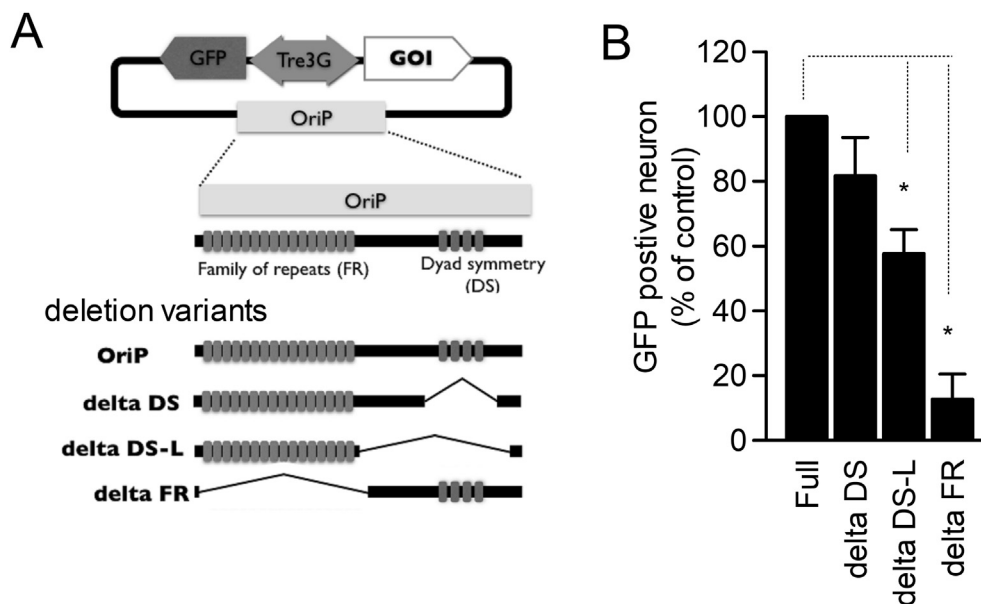 A
GFP Tre3G GOI
OriP
OriP
Family of repeats (FR) Dyad symmetry
(DS)
deletion variants
OriP
delta DS
delta DS-L
delta FR
B
GFP postive neuron
(% of control)
120
100
80
60
40
20
0
*
*
Full
delta DS
delta DS-L
delta FR